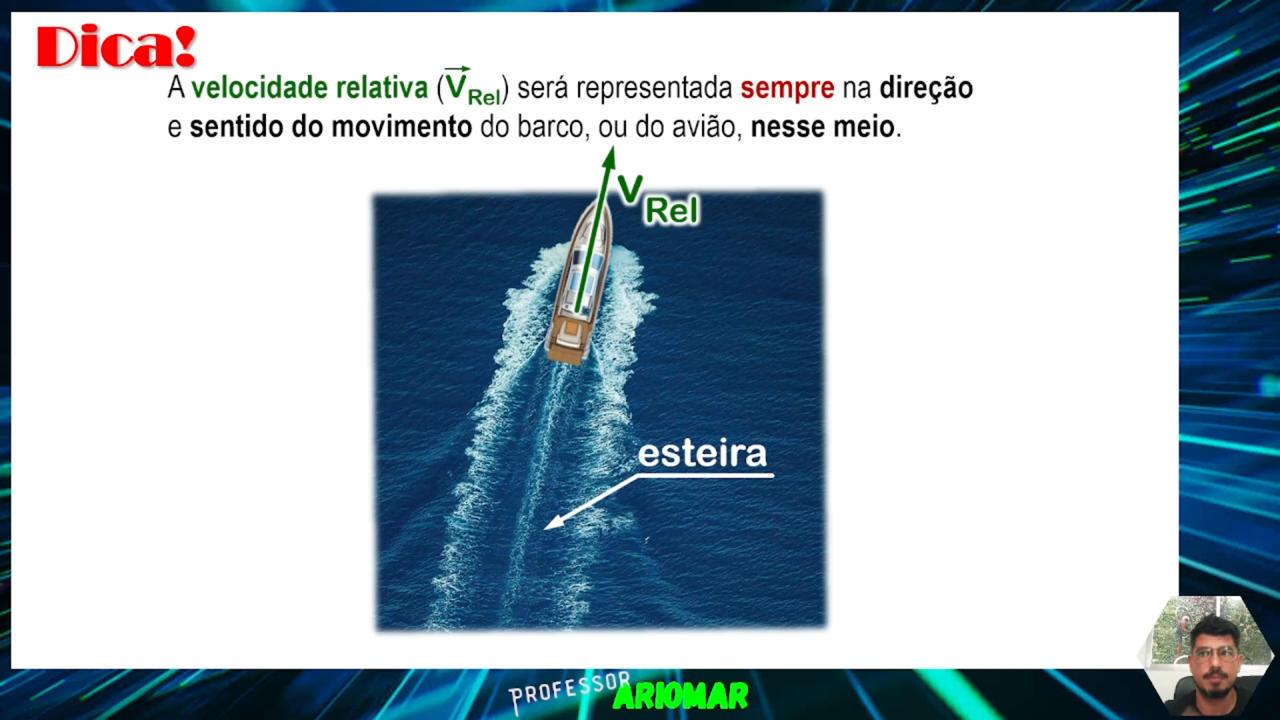 Dica!
A velocidade relativa (V Rel) será representada sempre na direção
e sentido do movimento do barco, ou do avião, nesse meio.
V Rel
esteira
PROFESSOR ARIOMAR